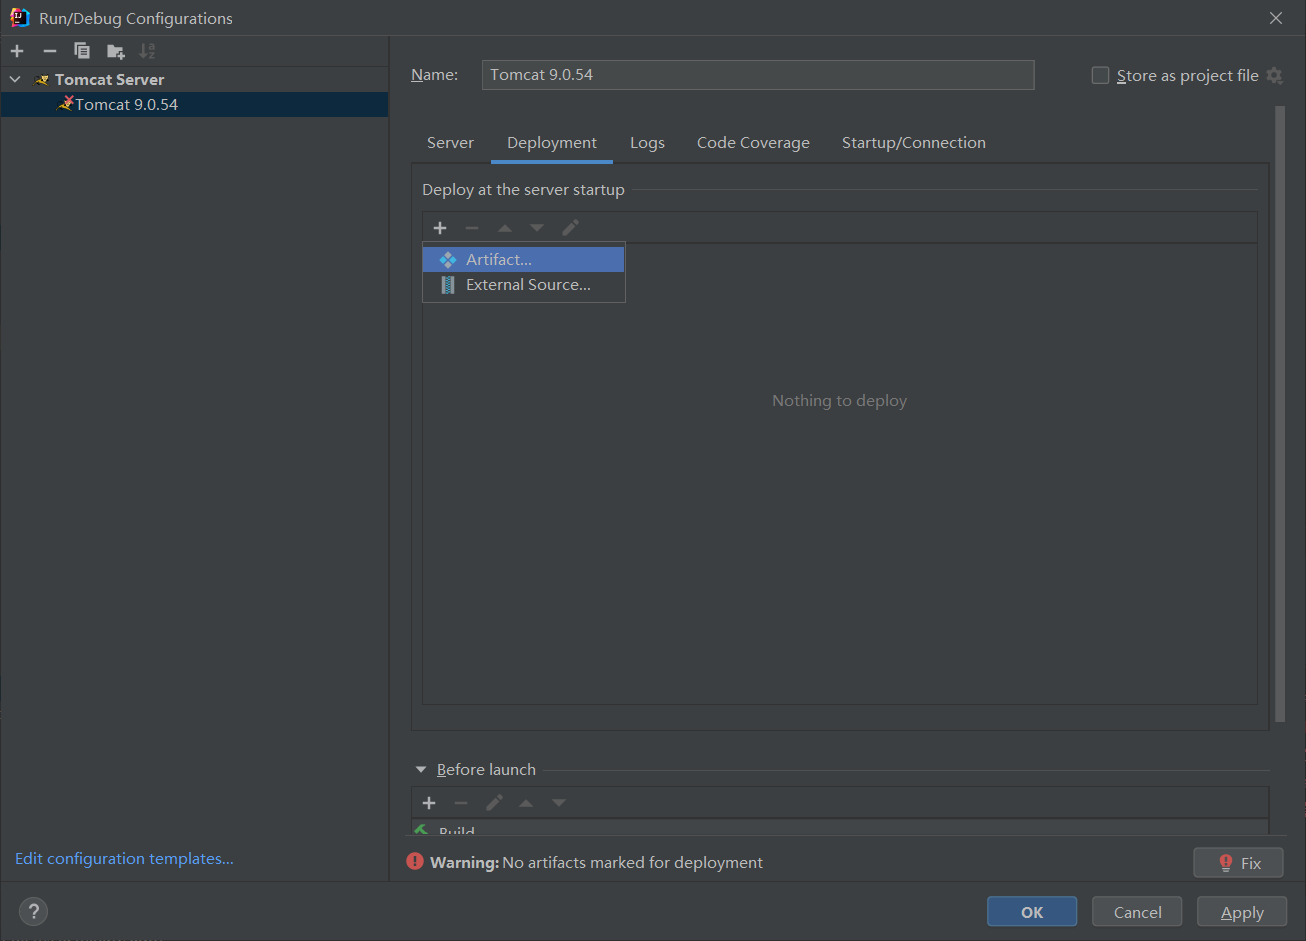 Run/Debug Configurations
Tomcat Server
Tomcat 9.0.54
Name: Tomcat 9.0.54 Store as project file
Server Deployment Logs Code Coverage Startup/Connection
Deploy at the server startup
Artifact...
External Source...
Nothing to deploy
Before launch
Build
Edit configuration templates...
Warning: No artifacts marked for deployment Fix
? OK Cancel Apply